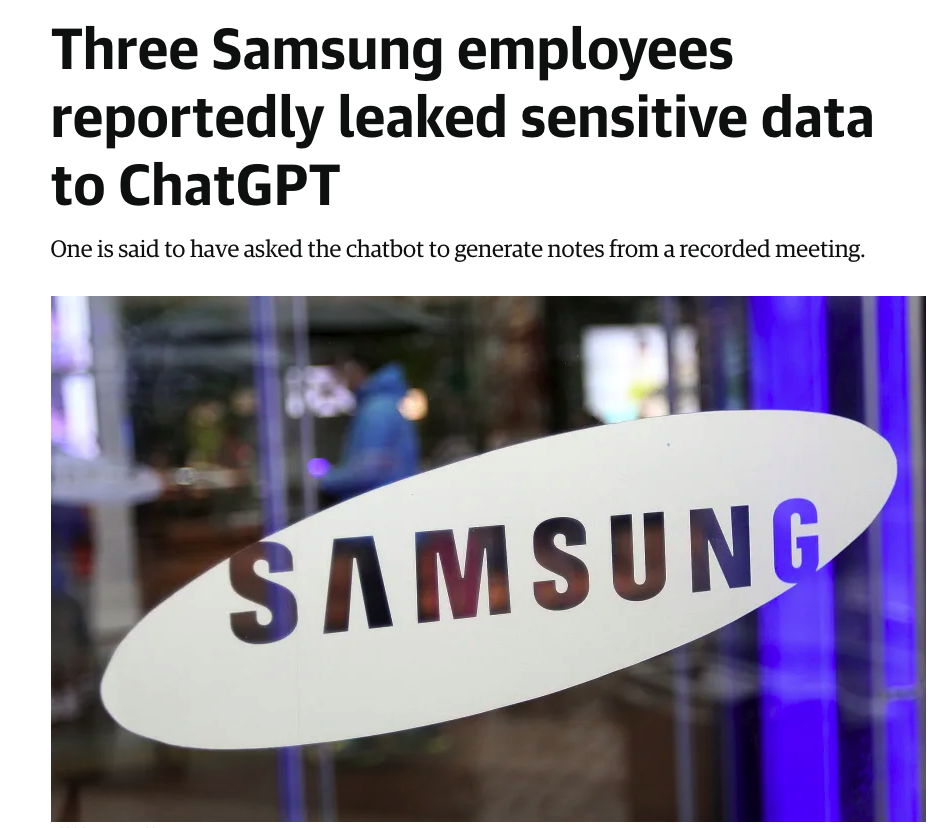 Three Samsung employees
reportedly leaked sensitive data
to ChatGPT
One is said to have asked the chatbot to generate notes from a recorded meeting.
SAMSUNG